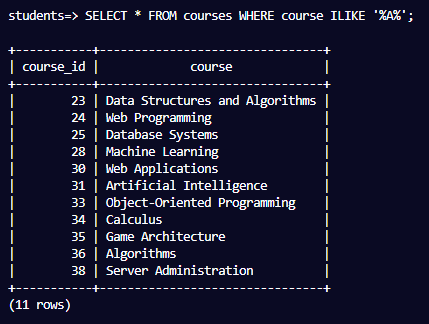 students=> SELECT * FROM courses WHERE course ILIKE '%A%';
+-----------+------------------------------+
| course_id |            course            |
+-----------+------------------------------+
|        23 | Data Structures and Algorithms |
|        24 | Web Programming              |
|        25 | Database Systems             |
|        28 | Machine Learning             |
|        30 | Web Applications             |
|        31 | Artificial Intelligence      |
|        33 | Object-Oriented Programming  |
|        34 | Calculus                     |
|        35 | Game Architecture            |
|        36 | Algorithms                   |
|        38 | Server Administration        |
+-----------+------------------------------+
(11 rows)